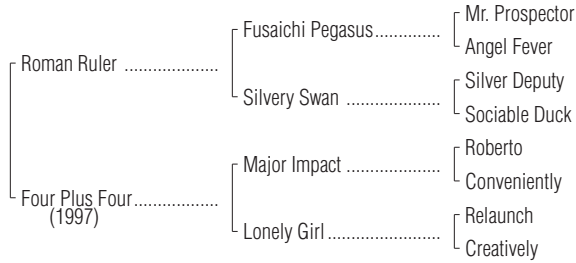 Mr. Prospector
Fusaichi Pegasus..............
Angel Fever
Roman Ruler ....................
Silver Deputy
Silvery Swan ....................
Sociable Duck
Roberto
Major Impact ....................
Conveniently
Four Plus Four..................
(1997)
Relaunch
Lonely Girl ........................
Creatively